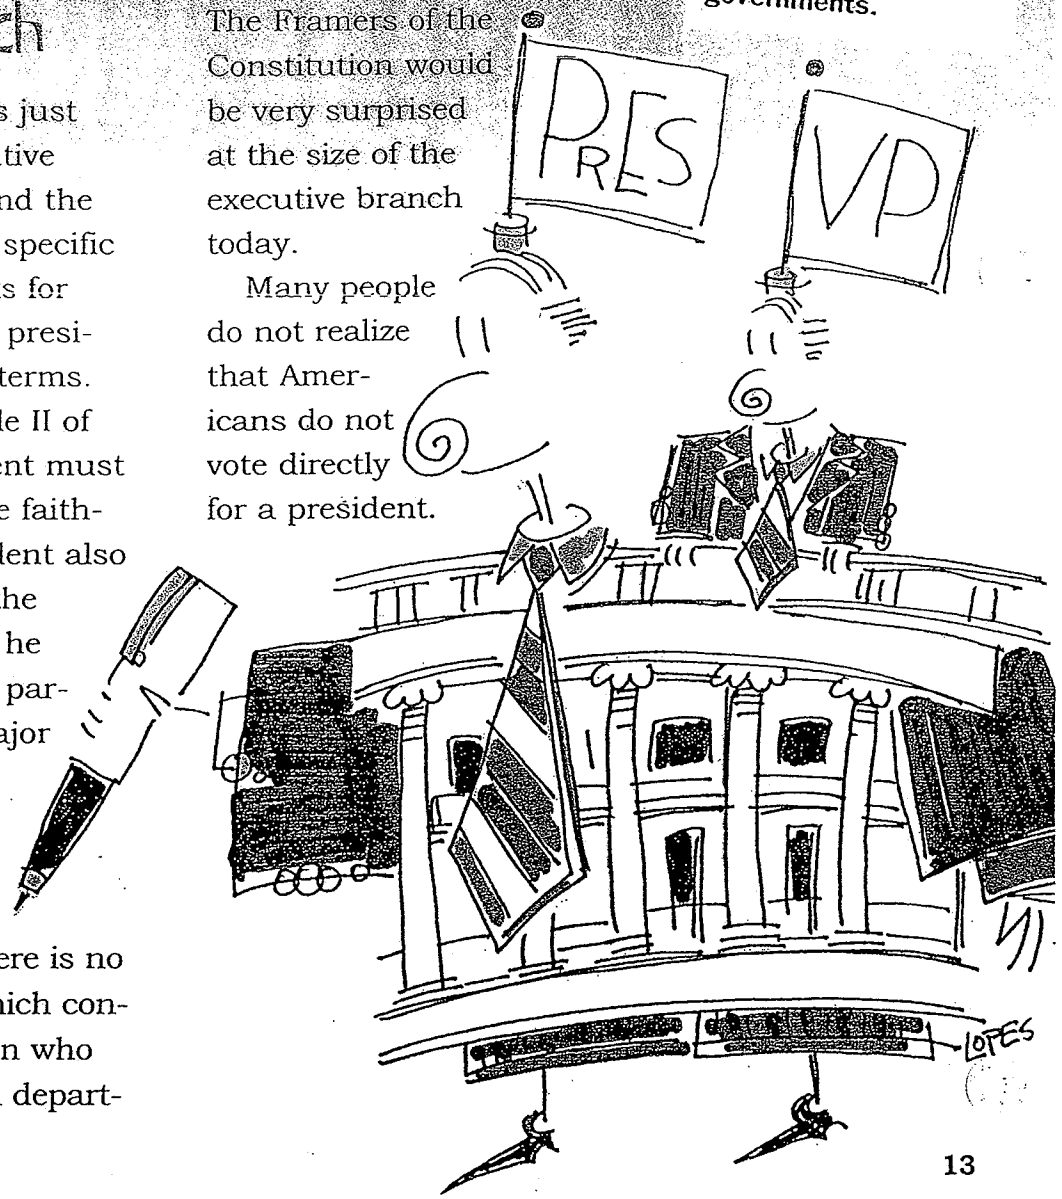 ch
s just
tive
nd the
specific
s for
presi-
terms.
le II of
ent must
e faith-
dent also
he
he
par-
ajor
ere is no
hich con-
n who
depart-
The Framers of the
Constitution would
be very surprised
at the size of the
executive branch
today.
Many people
do not realize
that Amer-
icans do not
vote directly
for a president.
governments.
PRES
VP
LOPES
13